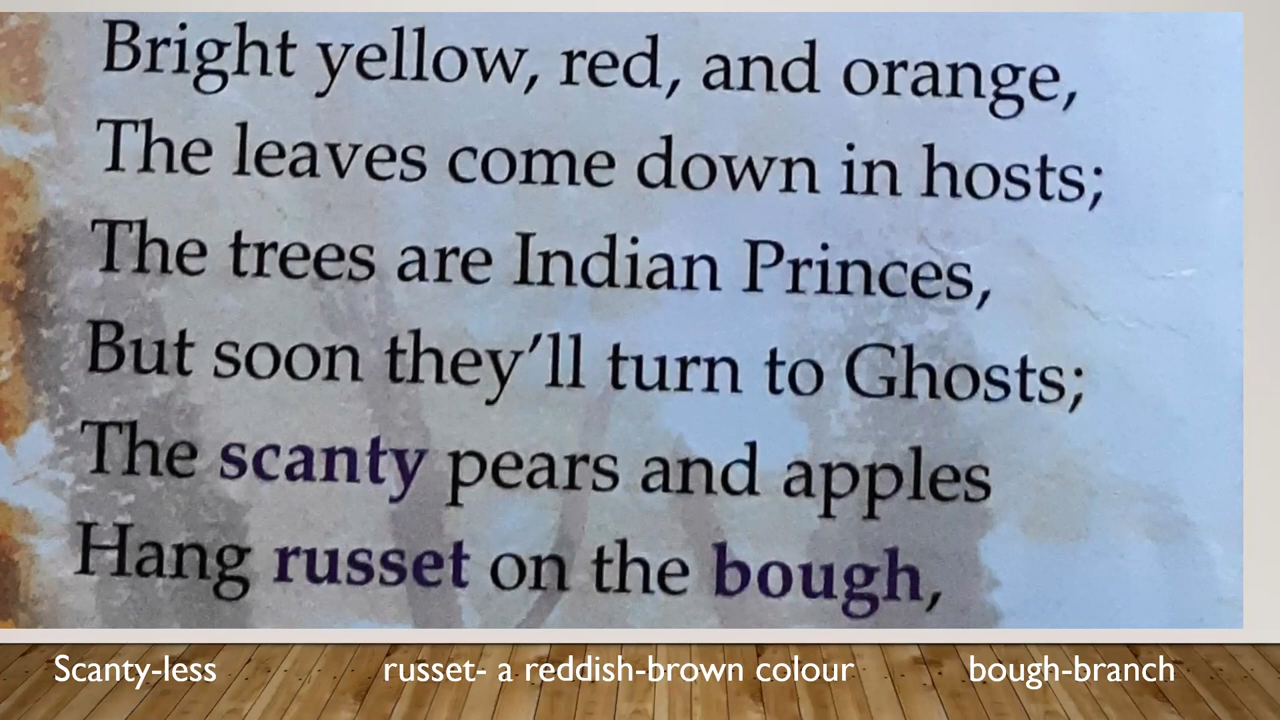 Bright yellow, red, and orange,
The leaves come down in hosts;
The trees are Indian Princes,
But soon they'll turn to Ghosts;
The scanty pears and apples
Hang russet on the bough,
Scanty-less russet- a reddish-brown colour bough-branch